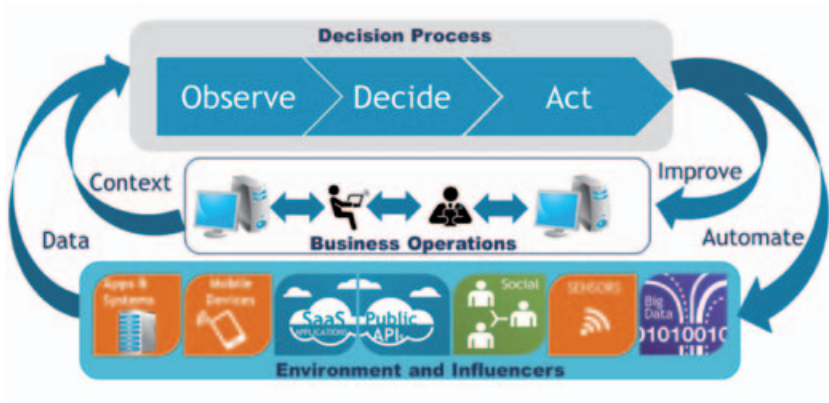 Decision Process
Observe
Decide
Act
Context
Improve
Data
Automate
Business Operations
Apps &
Systems
Mobile
Devices
SaaS
APPLICATIONS
Public
APIs
Social
SENSORS
Big
Data
01010010
Environment and Influencers